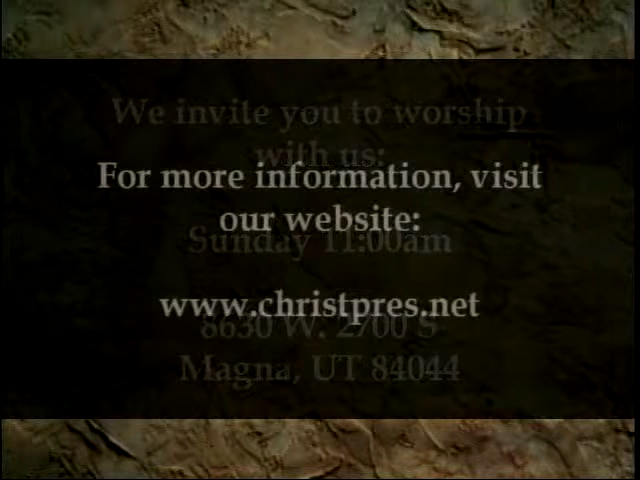 We invite you to worship
with us:
For more information, visit
our website:
Sunday 11:00am
www.christpres.net
8630 W. 2700 S
Magna, UT 84044